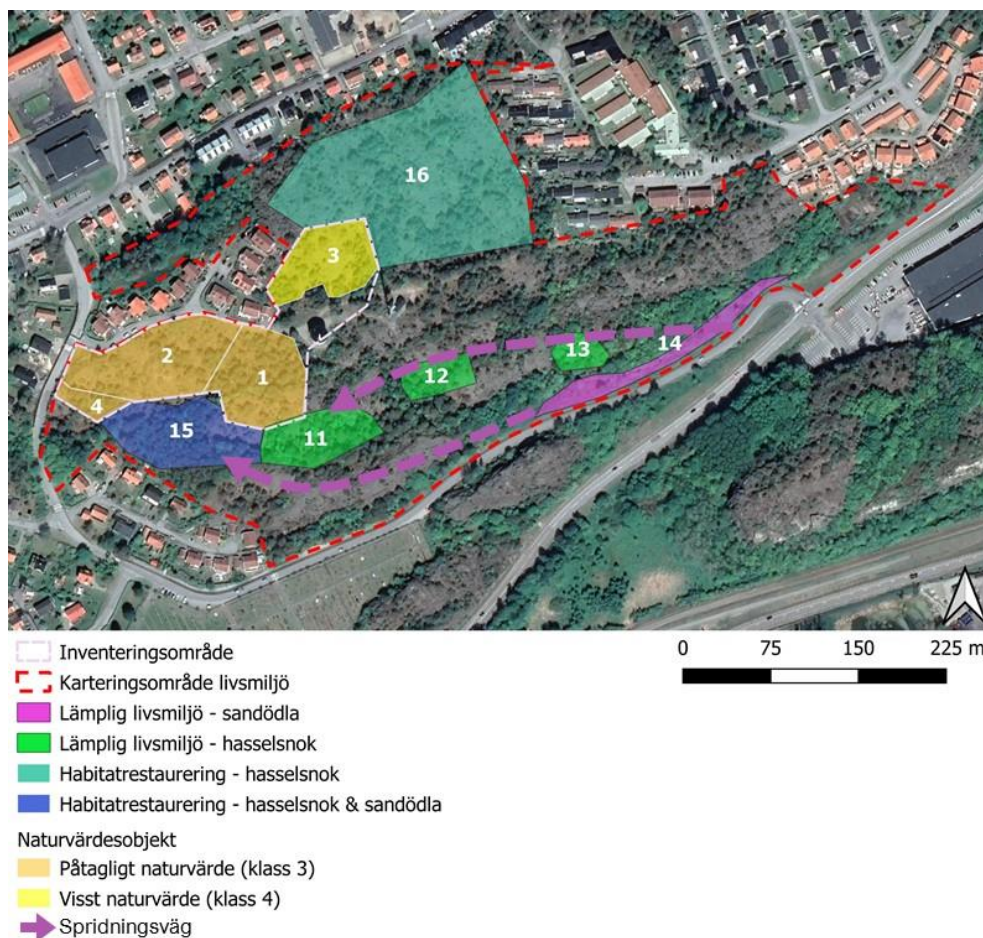 16
3
2
1
4
15
11
12
13
14
0 75 150 225 m
Inventeringsområde
Karteringsområde livsmiljö
Lämplig livsmiljö - sandödla
Lämplig livsmiljö - hasselsnok
Habitatrestaurering - hasselsnok
Habitatrestaurering - hasselsnok & sandödla
Naturvärdesobjekt
Påtagligt naturvärde (klass 3)
Visst naturvärde (klass 4)
Spridningsväg